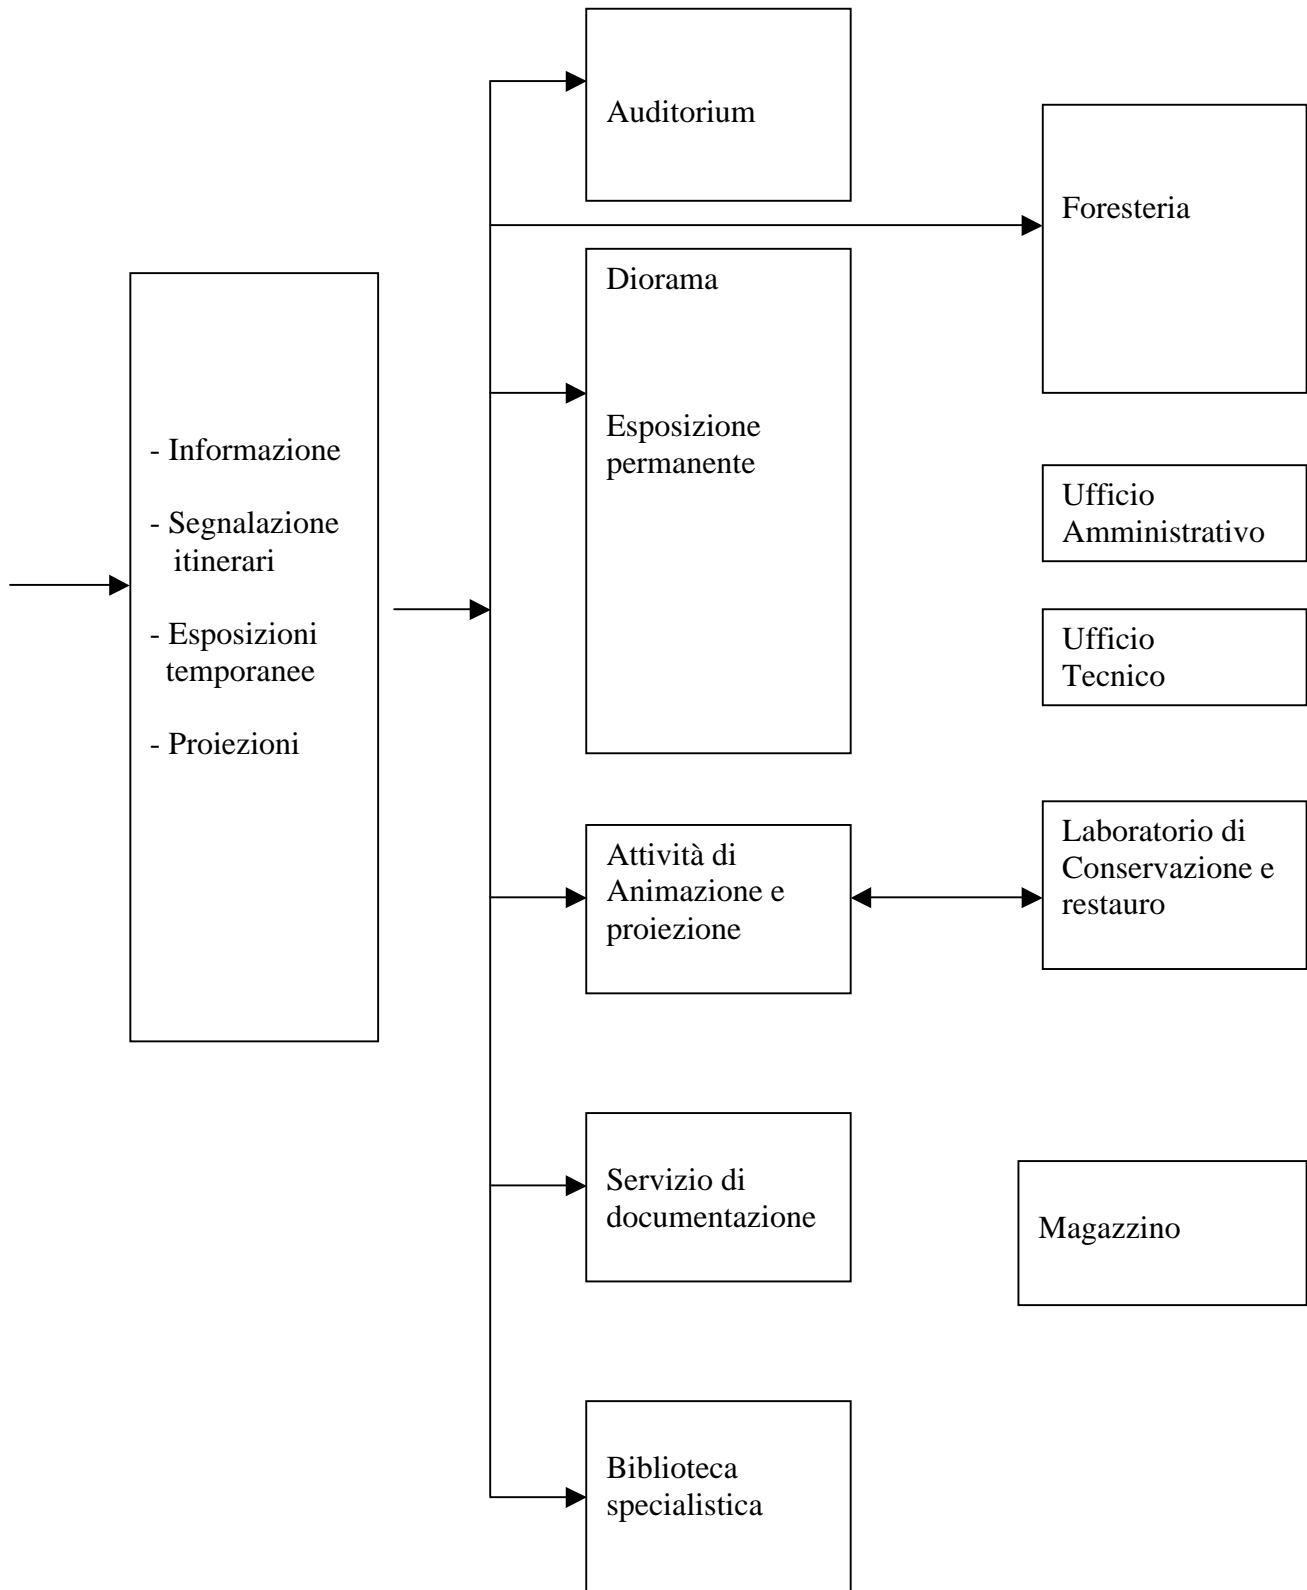 Auditorium
Foresteria
Diorama
Esposizione
permanente
- Informazione
- Segnalazione
itinerari
- Esposizioni
temporanee
- Proiezioni
Ufficio
Amministrativo
Ufficio
Tecnico
Attività di
Animazione e
proiezione
Laboratorio di
Conservazione e
restauro
Servizio di
documentazione
Magazzino
Biblioteca
specialistica